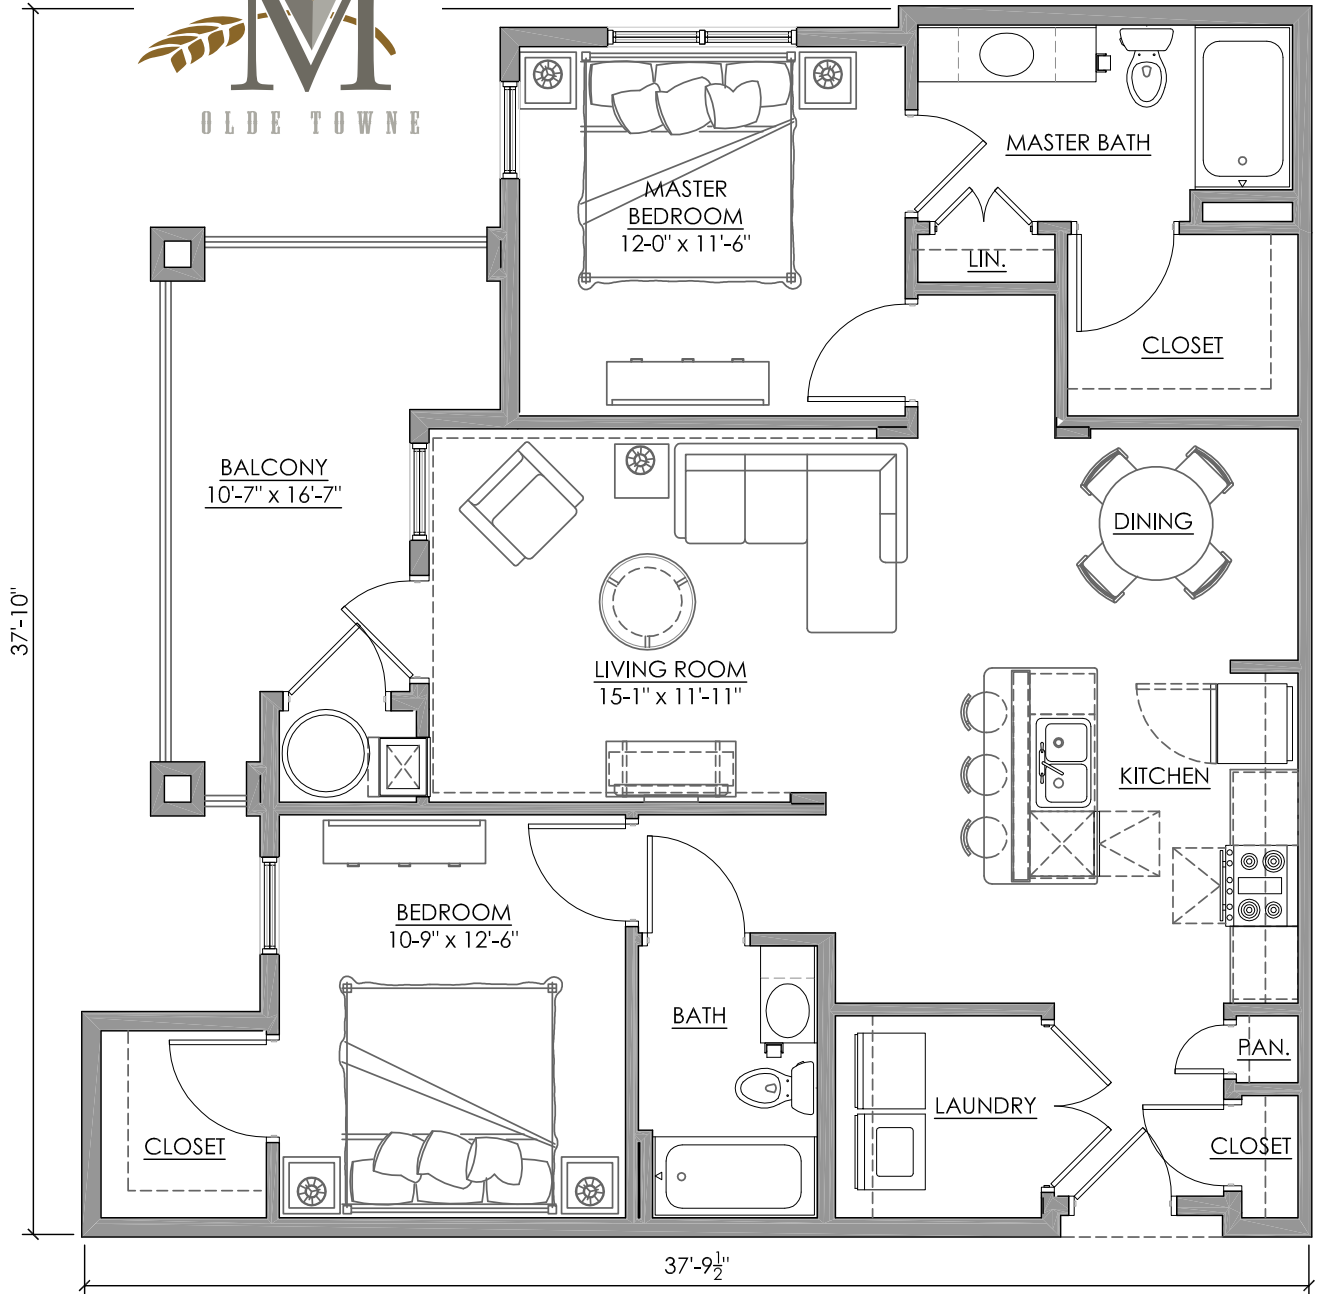 M
OLDE TOWNE
MASTER BATH
MASTER
BEDROOM
12-0" x 11'-6"
LIN.
CLOSET
BALCONY
10'-7" x 16'-7"
DINING
37'-10"
LIVING ROOM
15-1" x 11'-11"
KITCHEN
BEDROOM
10-9" x 12'-6"
BATH
PAN.
LAUNDRY
CLOSET
CLOSET
37'-9½"